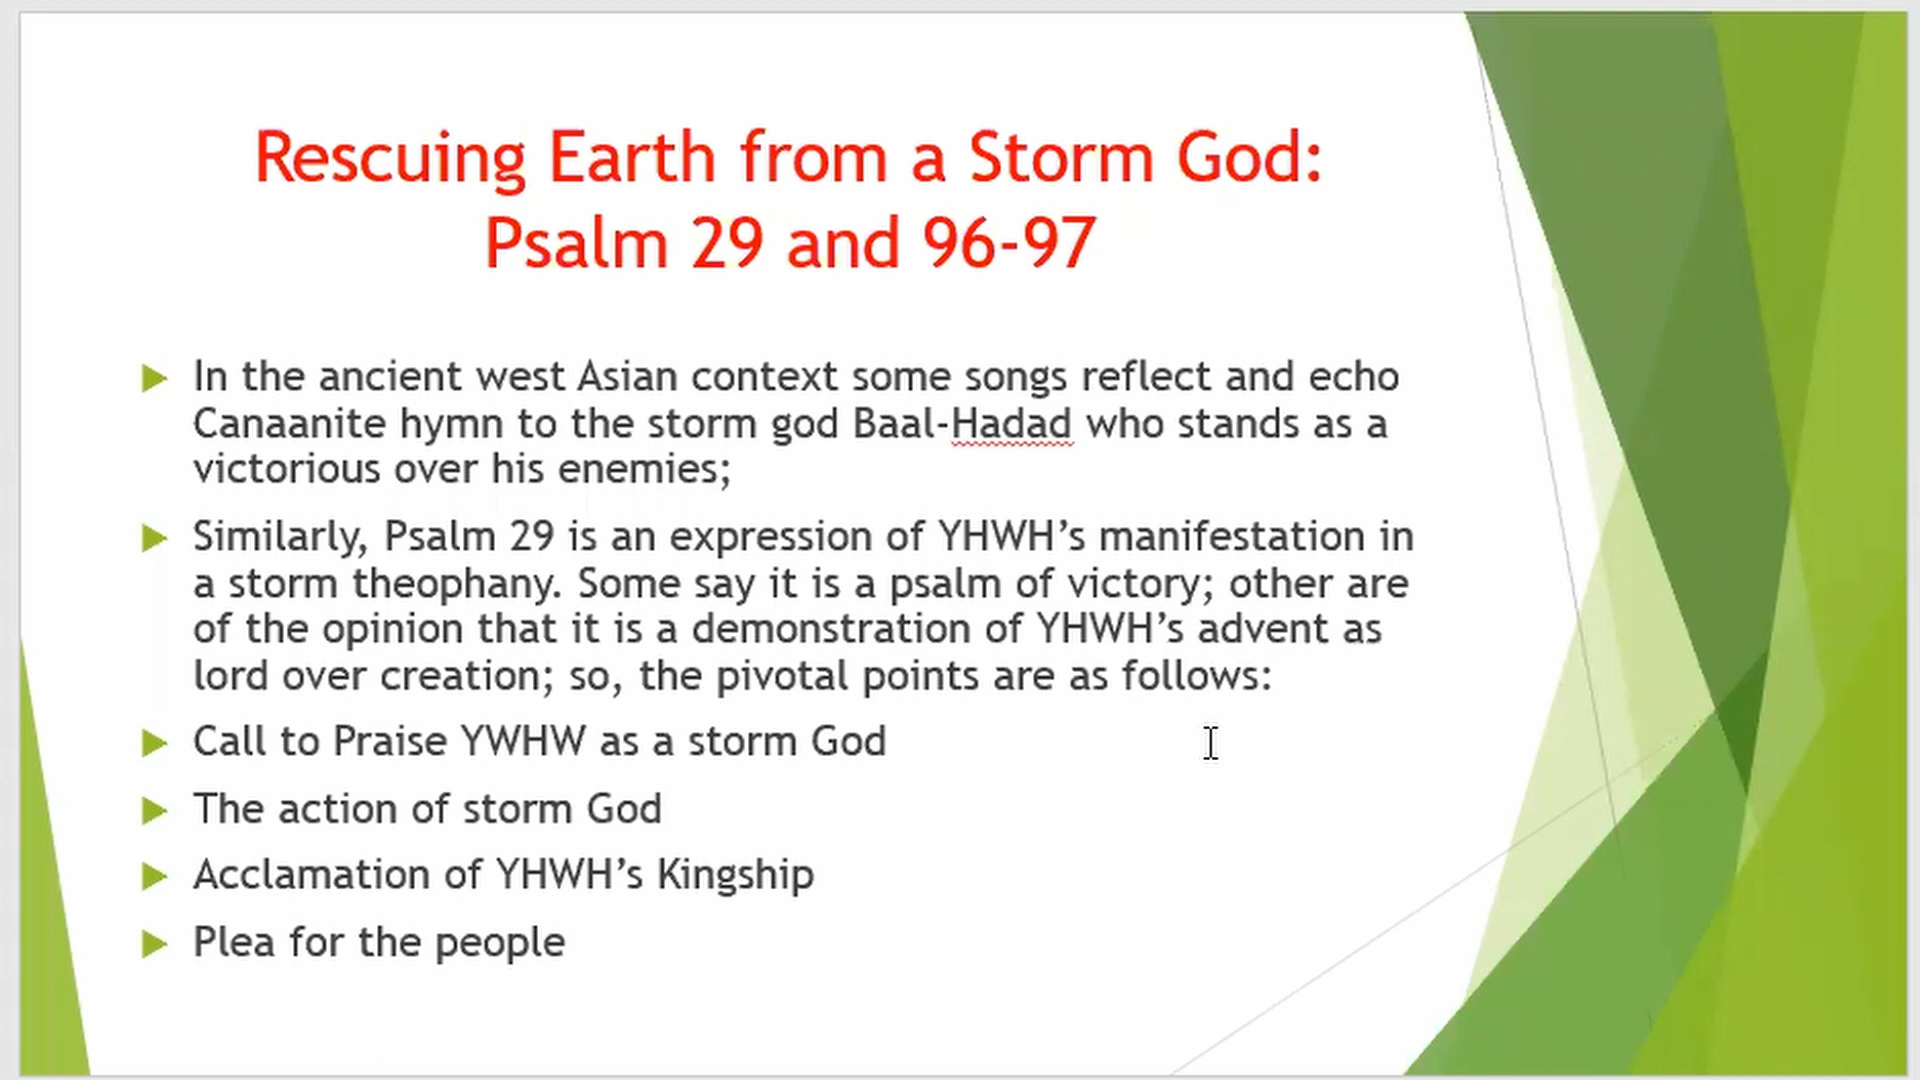 Rescuing Earth from a Storm God:
Psalm 29 and 96-97
In the ancient west Asian context some songs reflect and echo
Canaanite hymn to the storm god Baal-Hadad who stands as a
victorious over his enemies;
Similarly, Psalm 29 is an expression of YHWH’s manifestation in
a storm theophany. Some say it is a psalm of victory; other are
of the opinion that it is a demonstration of YHWH’s advent as
lord over creation; so, the pivotal points are as follows:
Call to Praise YWHW as a storm God
The action of storm God
Acclamation of YHWH’s Kingship
Plea for the people